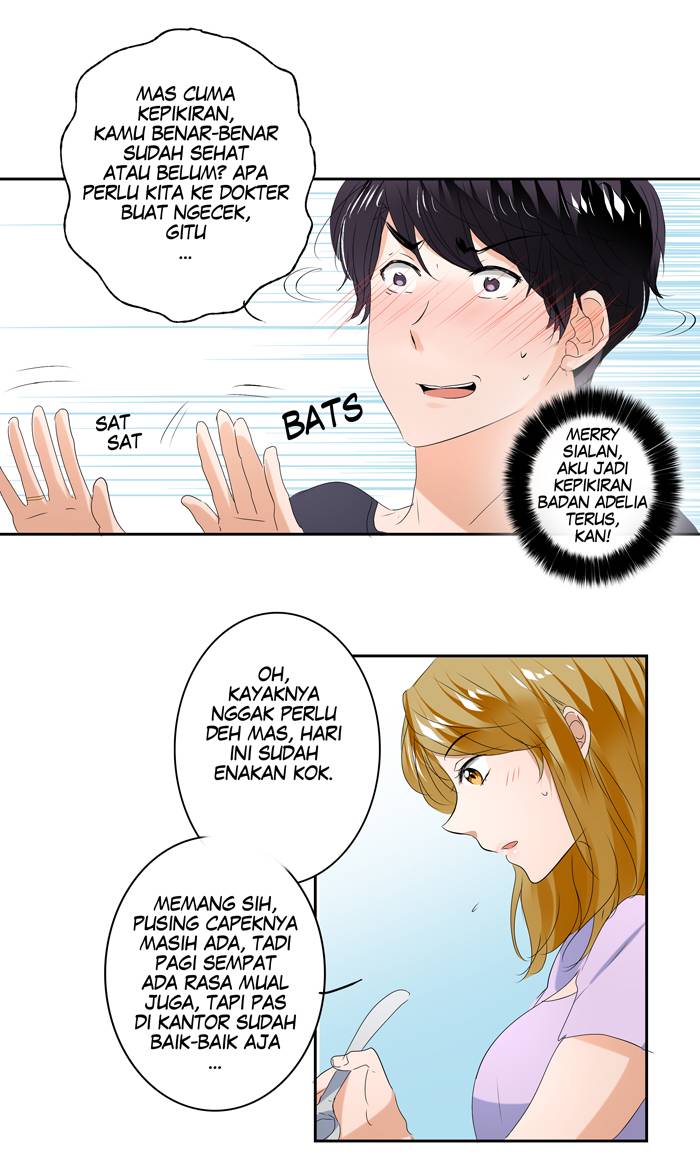 MAS CUMA
KEPIKIRAN,
KAMU BENAR-BENAR
SUDAH SEHAT
ATAU BELUM? APA
PERLU KITA KE DOKTER
BUAT NGECEK,
GITU
...
SAT
SAT
BATS
MERRY
SIALAN,
AKU JADI
KEPIKIRAN
BADAN ADELIA
TERUS,
KAN!
OH,
KAYAKNYA
NGGAK PERLU
DEH MAS, HARI
INI SUDAH
ENAKAN KOK.
MEMANG SIH,
PUSING CAPEKNYA
MASIH ADA, TADI
PAGI SEMPAT
ADA RASA MUAL
JUGA, TAPI PAS
DI KANTOR SUDAH
BAIK-BAIK AJA
...